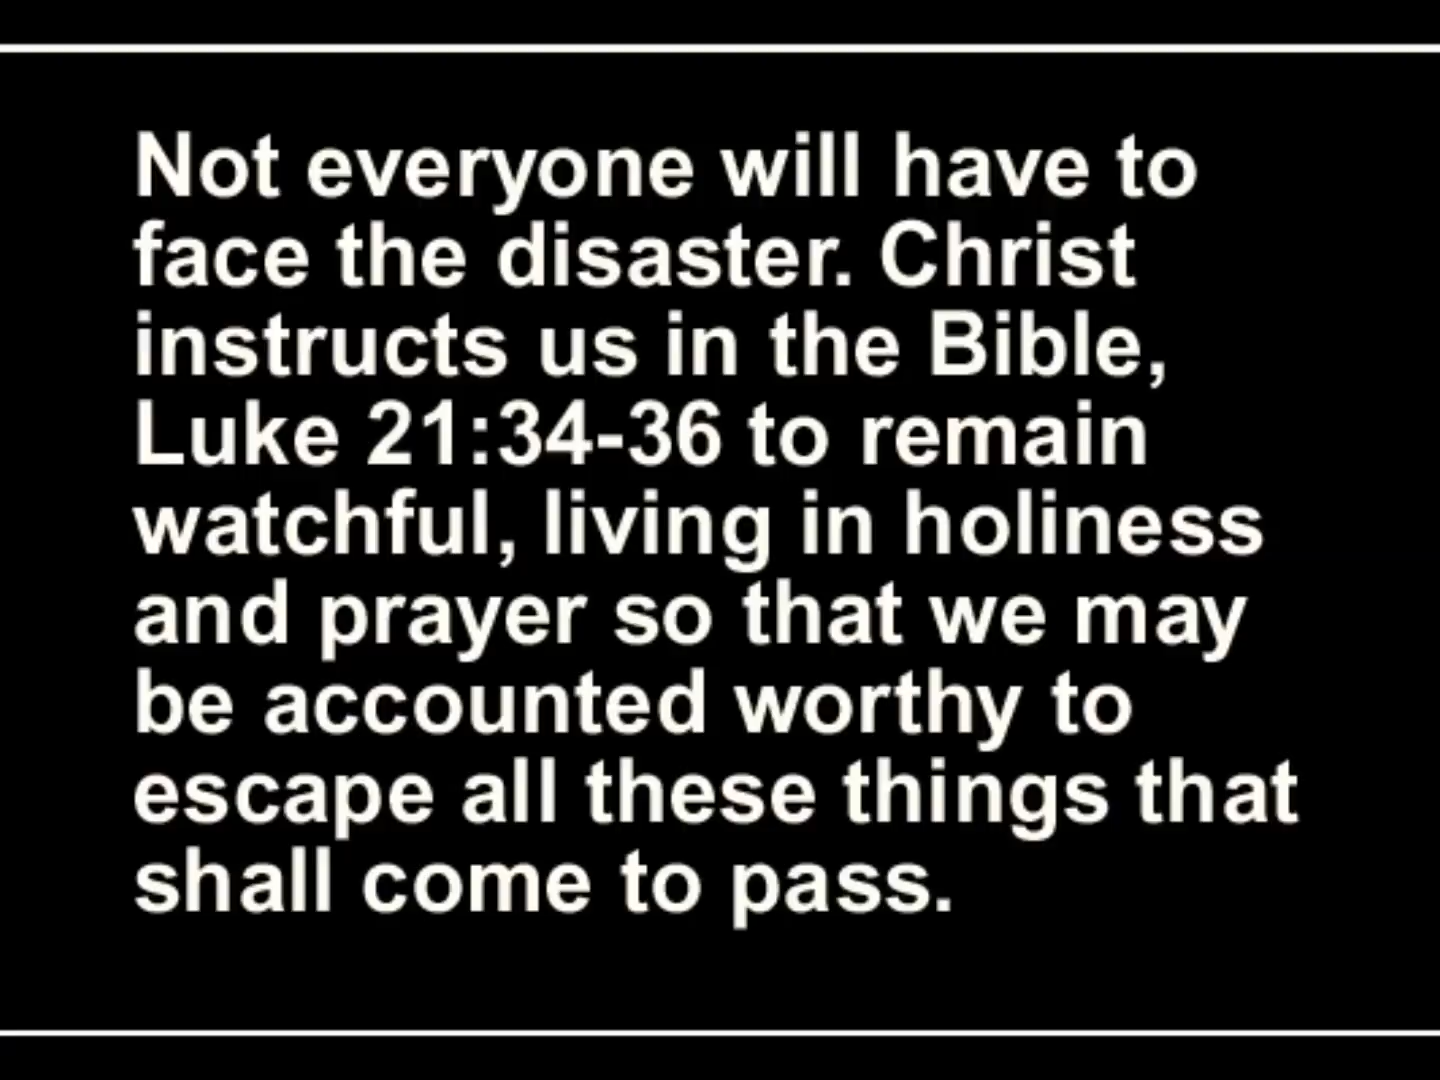 Not everyone will have to
face the disaster. Christ
instructs us in the Bible,
Luke 21:34-36 to remain
watchful, living in holiness
and prayer so that we may
be accounted worthy to
escape all these things that
shall come to pass.